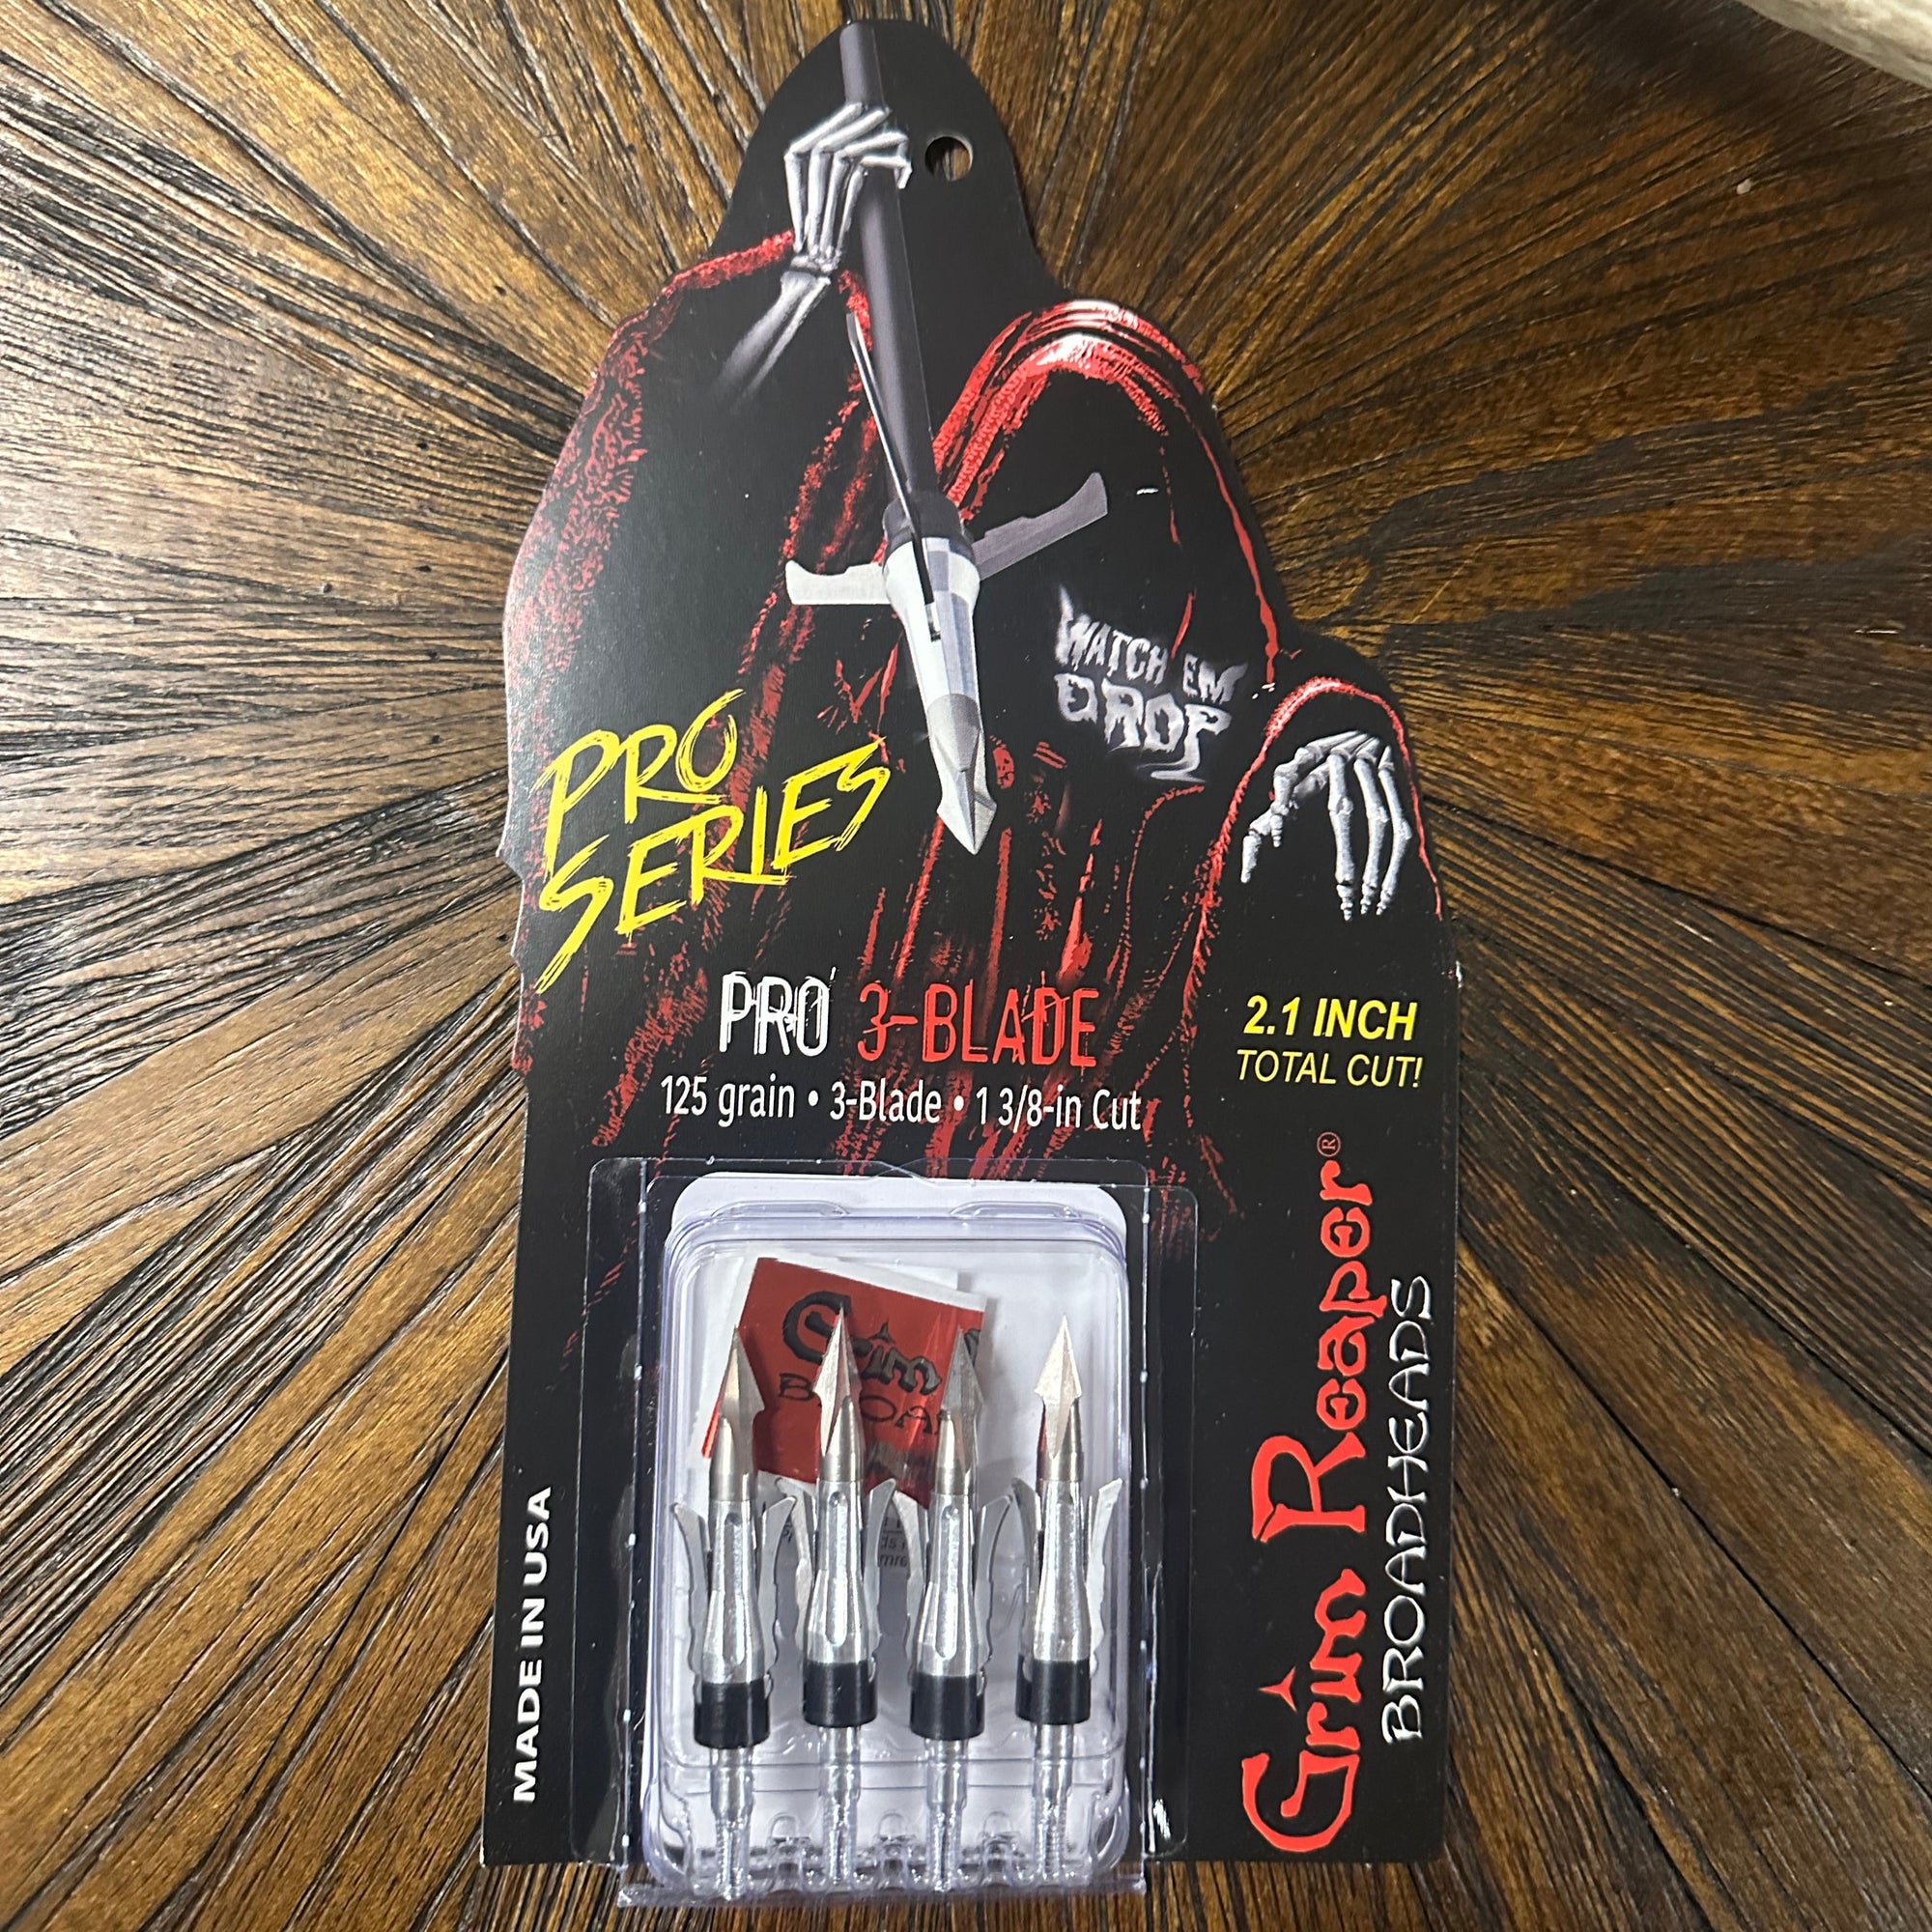 WATCH EM
DROP
PRO
SERIES
PRO 3-BLADE
125 grain • 3-Blade • 1 3/8-in Cut
2.1 INCH
TOTAL CUT!
MADE IN USA
Grim Reaper®
BROADHEADS
Grim